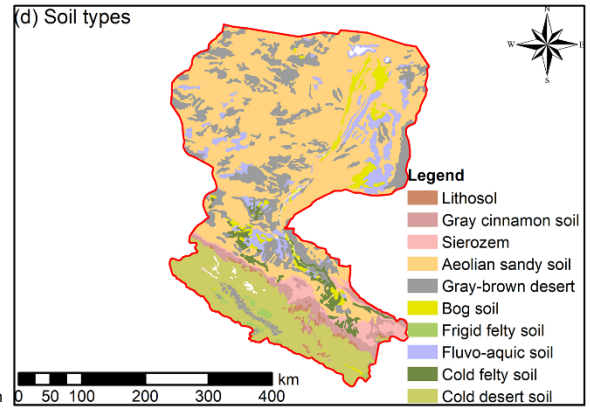 (d) Soil types
N
W
E
S
Legend
Lithosol
Gray cinnamon soil
Sierozem
Aeolian sandy soil
Gray-brown desert
Bog soil
Frigid felty soil
Fluvo-aquic soil
Cold felty soil
Cold desert soil
km
0 50 100 200 300 400